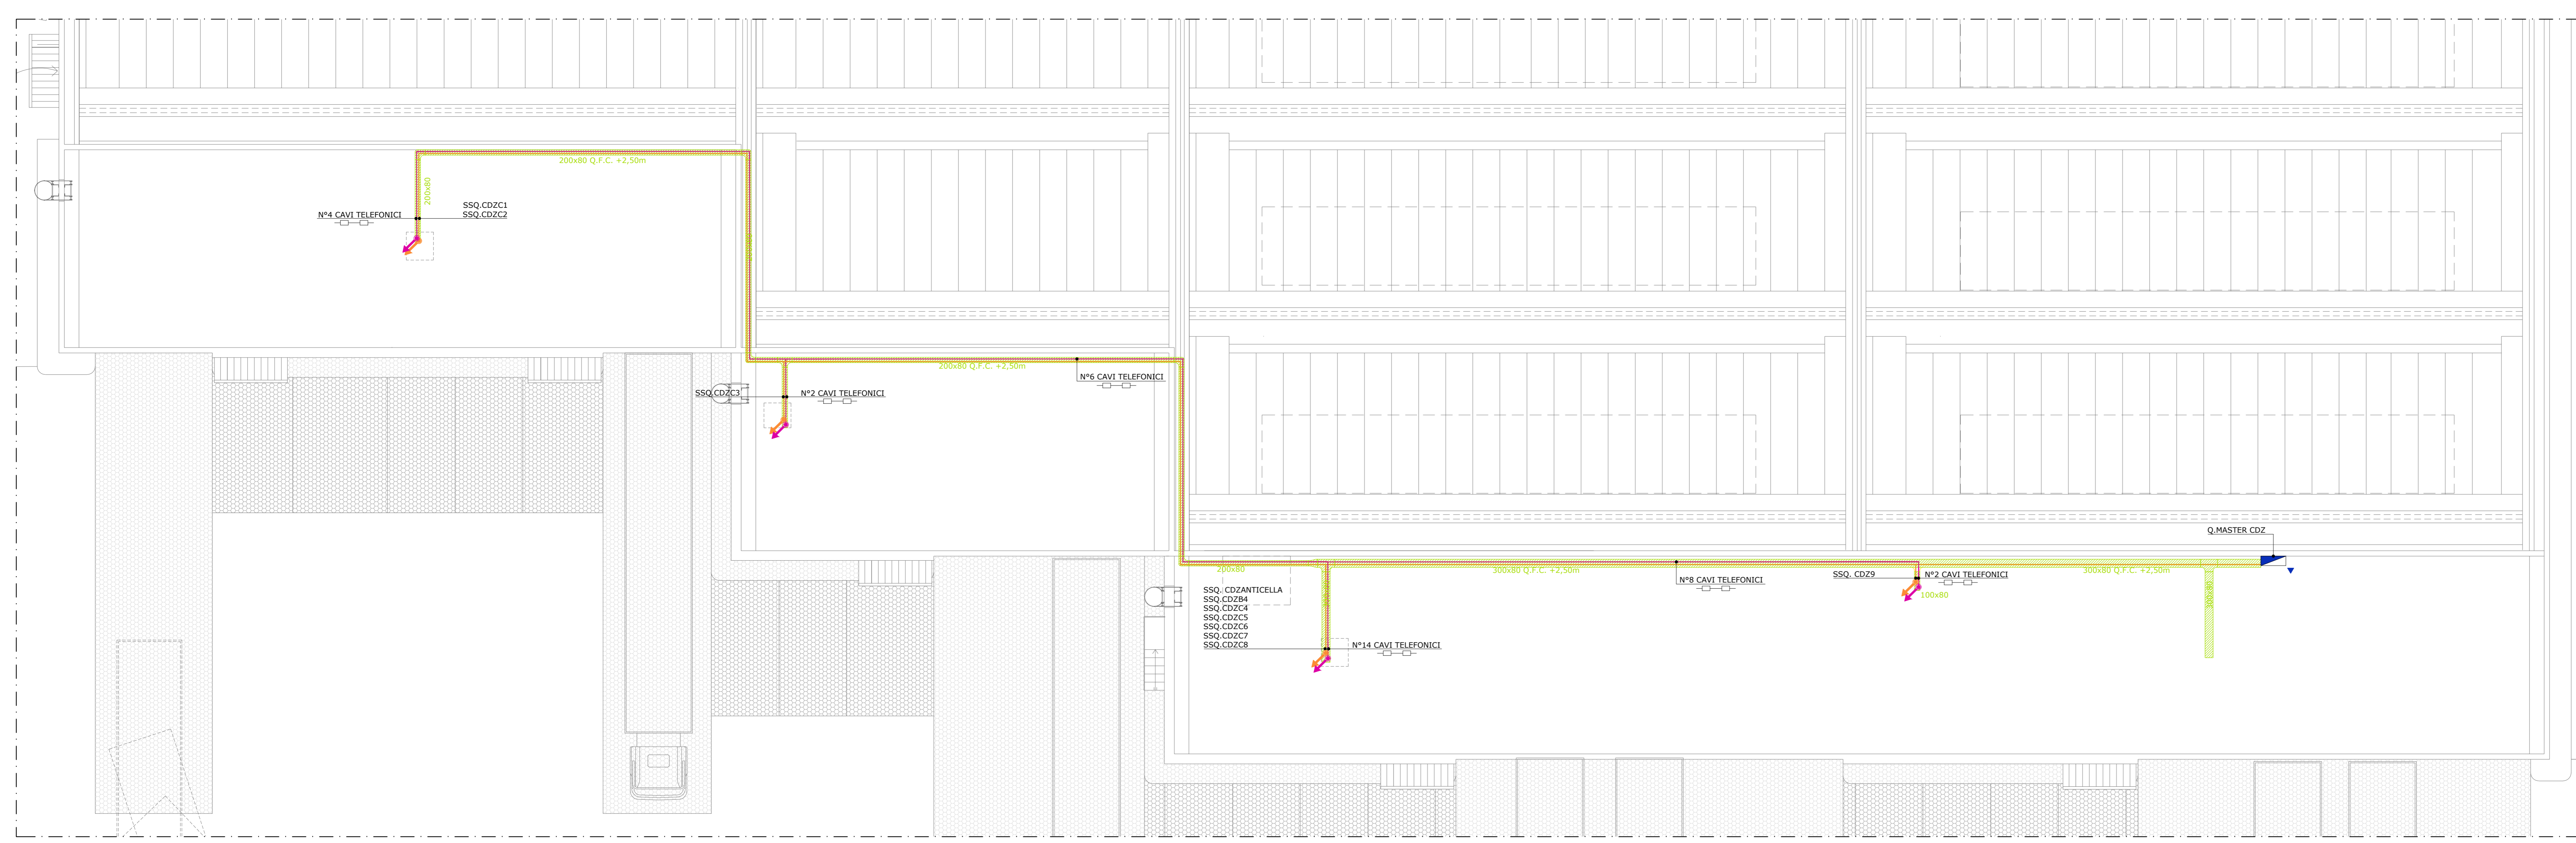 200x80 Q.F.C. +2,50m
200x80
N°4 CAVI TELEFONICI
SSQ.CDZC1
SSQ.CDZC2
200x80 Q.F.C. +2,50m
N°6 CAVI TELEFONICI
SSQ.CDZC3
N°2 CAVI TELEFONICI
Q.MASTER CDZ
200x80
300x80 Q.F.C. +2,50m
N°8 CAVI TELEFONICI
SSQ. CDZ9
N°2 CAVI TELEFONICI
100x80
300x80 Q.F.C. +2,50m
300x80
SSQ. CDZANTICELLA
SSQ.CDZB4
SSQ.CDZC4
SSQ.CDZC5
SSQ.CDZC6
SSQ.CDZC7
SSQ.CDZC8
N°14 CAVI TELEFONICI